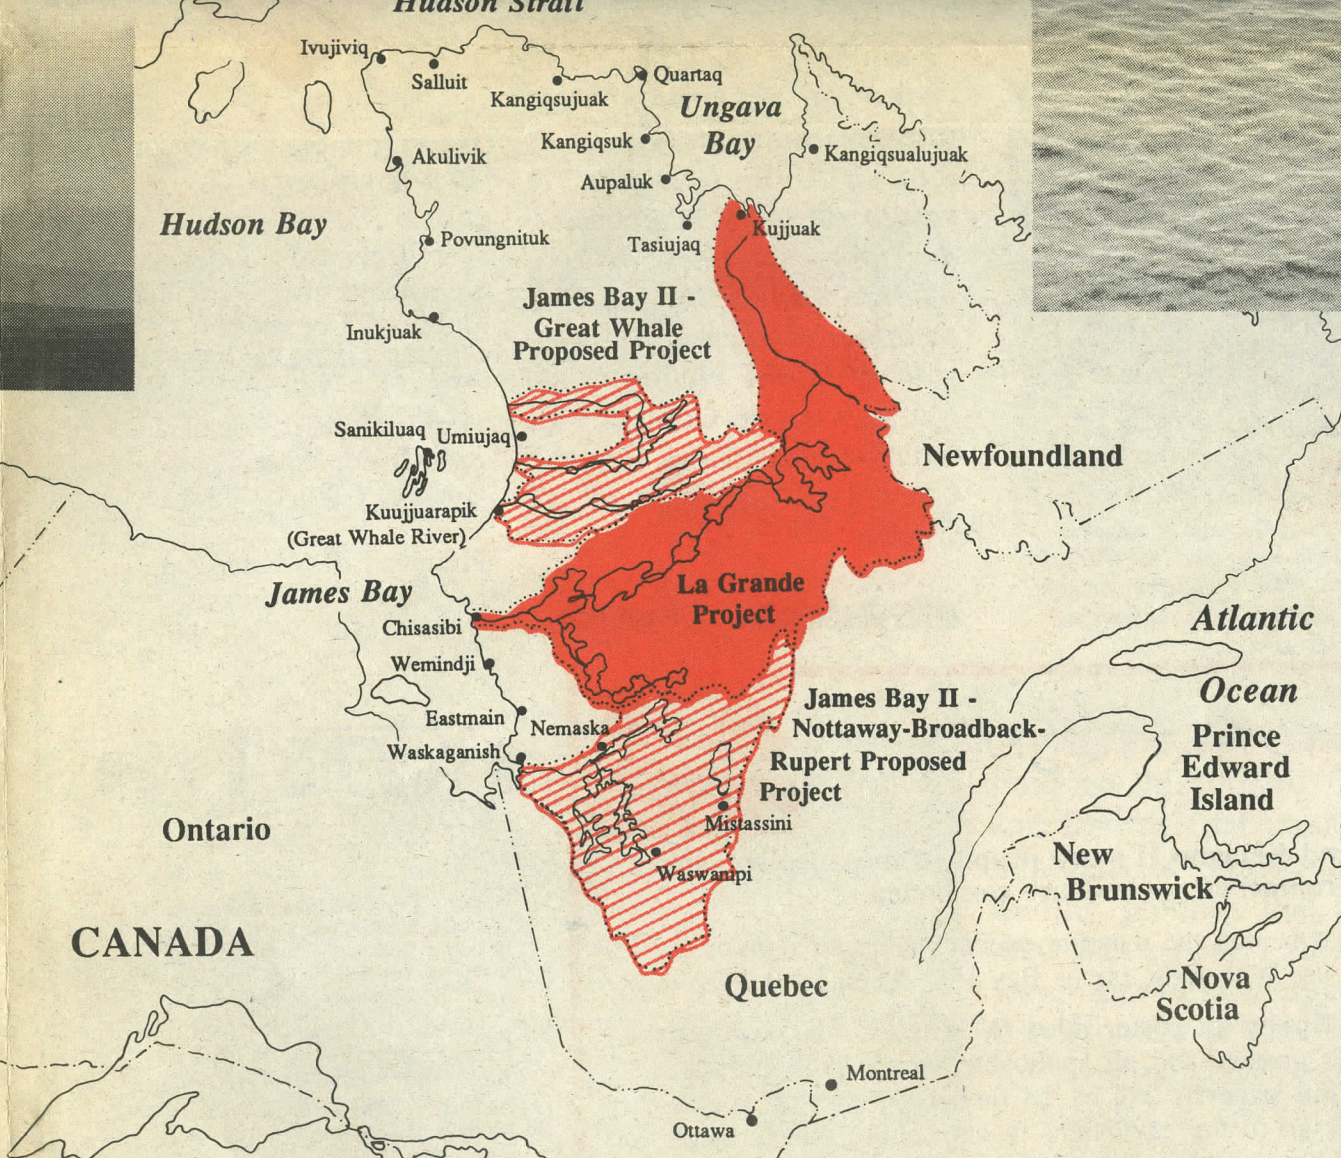 Hudson Strait
Ivujiviq
Salluit
Kangiqsujuak
Quartaq
Ungava
Bay
Kangiqsuk
Kangiqsualujuak
Akulivik
Aupaluk
Hudson Bay
Povungnituk
Tasiujaq
Kujjuak
James Bay II -
Great Whale
Proposed Project
Inukjuak
Sanikiluaq
Umiujaq
Newfoundland
Kuujjuarapik
(Great Whale River)
James Bay
La Grande
Project
Chisasibi
Atlantic
Ocean
Wemindji
Eastmain
Nemaska
Waskaganish
James Bay II -
Nottaway-Broadback-
Rupert Proposed
Project
Prince
Edward
Island
Mistassini
Ontario
Waswanipi
New
Brunswick
CANADA
Quebec
Nova
Scotia
Montreal
Ottawa